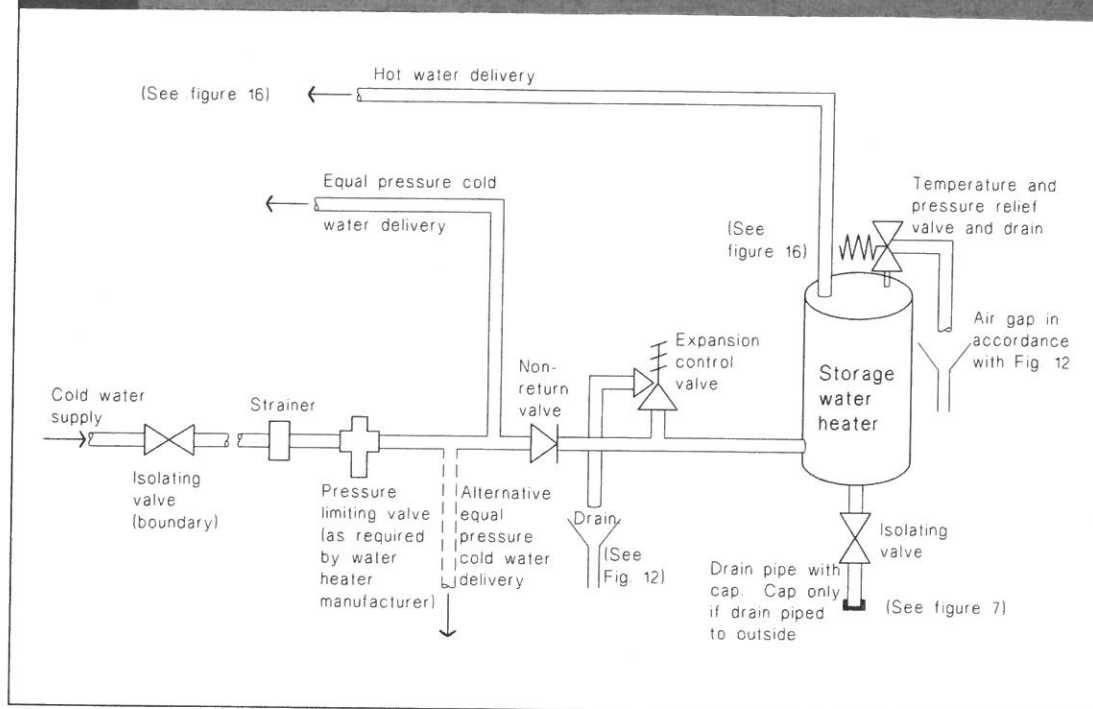 Hot water delivery
(See figure 16)
Equal pressure cold
water delivery
Temperature and
pressure relief
valve and drain
(See
figure 16)
Air gap in
accordance
with Fig 12
Expansion
control
valve
Non-
return
valve
Storage
water
heater
Cold water
supply
Strainer
Isolating
valve
(boundary)
Pressure
limiting valve
(as required
by water
heater
manufacturer)
Alternative
equal
pressure
cold water
delivery
Drain
(See
Fig. 12)
Isolating
valve
Drain pipe with
cap. Cap only
if drain piped
to outside
(See figure 7)